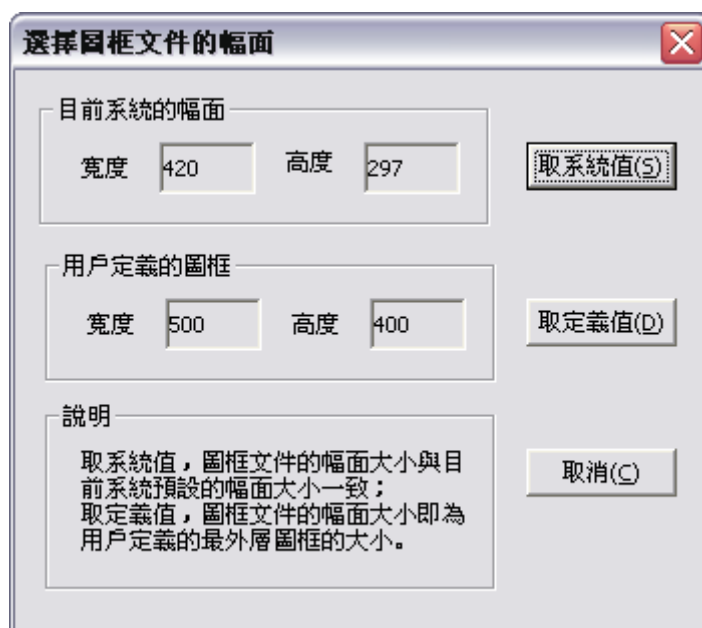 選擇圖框文件的幅面
目前系統的幅面
寬度 420 高度 297 取系統值(S)
用戶定義的圖框
寬度 500 高度 400 取定義值(D)
說明
取系統值，圖框文件的幅面大小與目
前系統預設的幅面大小一致；
取定義值，圖框文件的幅面大小即為
用戶定義的最外層圖框的大小。
取消(C)